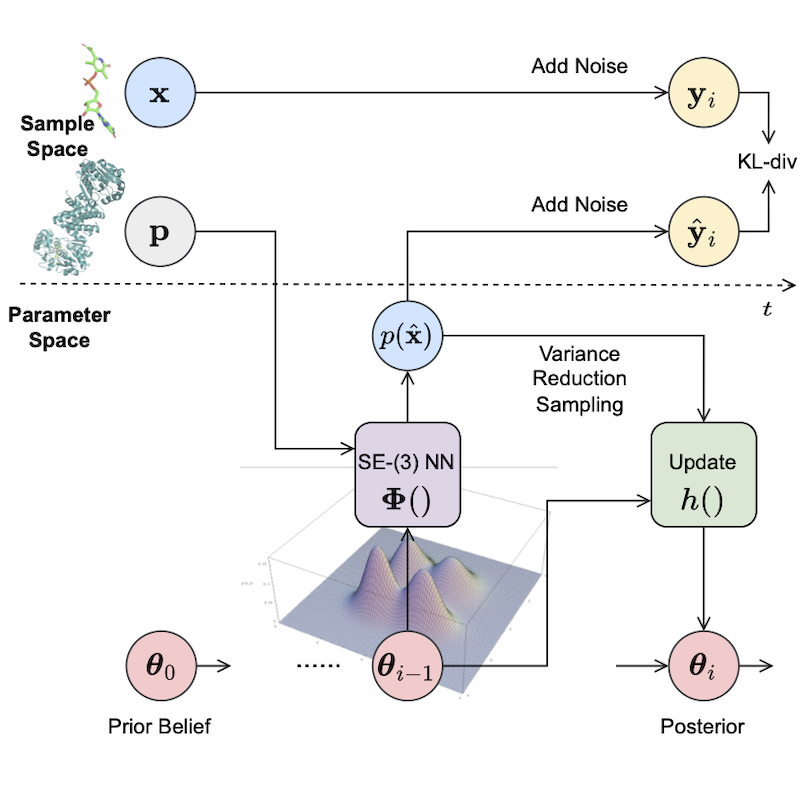 Add Noise
x
y_i
Sample
Space
KL-div
Add Noise
p
ŷ_i
Parameter
Space
t
p(x̂)
Variance
Reduction
Sampling
SE-(3) NN
Φ()
Update
h()
θ_0
......
θ_{i−1}
θ_i
Prior Belief
Posterior